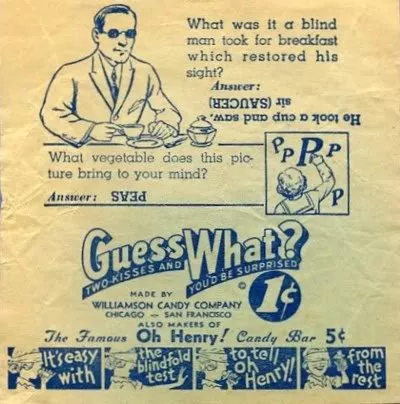 What was it a blind
man took for breakfast
which restored his
sight?
Answer:
He took a cup and saw,
sir (SAUCER)
What vegetable does this pic-
ture bring to your mind?
P P P P P
Answer: PEAS
Guess What?
TWO-KISSES AND YOU'D BE SURPRISED
© 1¢
MADE BY
WILLIAMSON CANDY COMPANY
CHICAGO - SAN FRANCISCO
ALSO MAKERS OF
The Famous Oh Henry! Candy Bar 5¢
It's easy with
the blindfold test
to tell Oh Henry!
from the rest